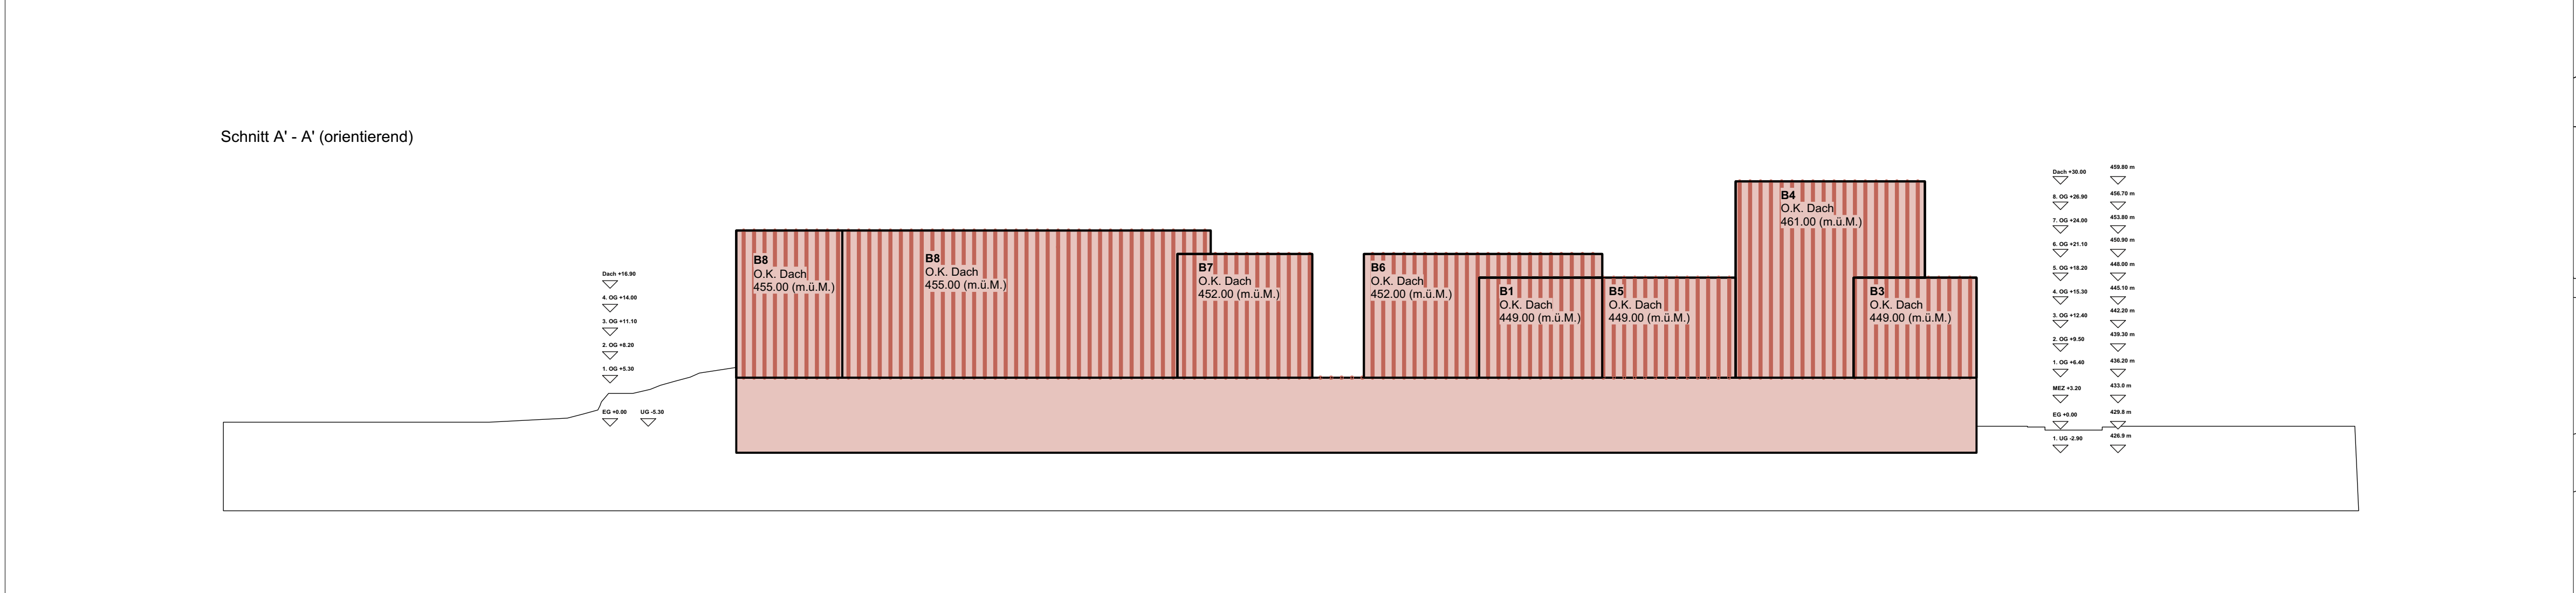 Schnitt A' - A' (orientierend)
Dach +16.90
4. OG +14.00
3. OG +11.10
2. OG +8.20
1. OG +5.30
EG +0.00 UG -5.30
B8
O.K. Dach
455.00 (m.ü.M.)
B8
O.K. Dach
455.00 (m.ü.M.)
B7
O.K. Dach
452.00 (m.ü.M.)
B6
O.K. Dach
452.00 (m.ü.M.)
B1
O.K. Dach
449.00 (m.ü.M.)
B5
O.K. Dach
449.00 (m.ü.M.)
B4
O.K. Dach
461.00 (m.ü.M.)
B3
O.K. Dach
449.00 (m.ü.M.)
Dach +30.00 459.80 m
8. OG +26.90 456.70 m
7. OG +24.00 453.80 m
6. OG +21.10 450.90 m
5. OG +18.20 448.00 m
4. OG +15.30 445.10 m
3. OG +12.40 442.20 m
2. OG +9.50 439.30 m
1. OG +6.40 436.20 m
MEZ +3.20 433.0 m
EG +0.00 429.8 m
1. UG -2.90 426.9 m